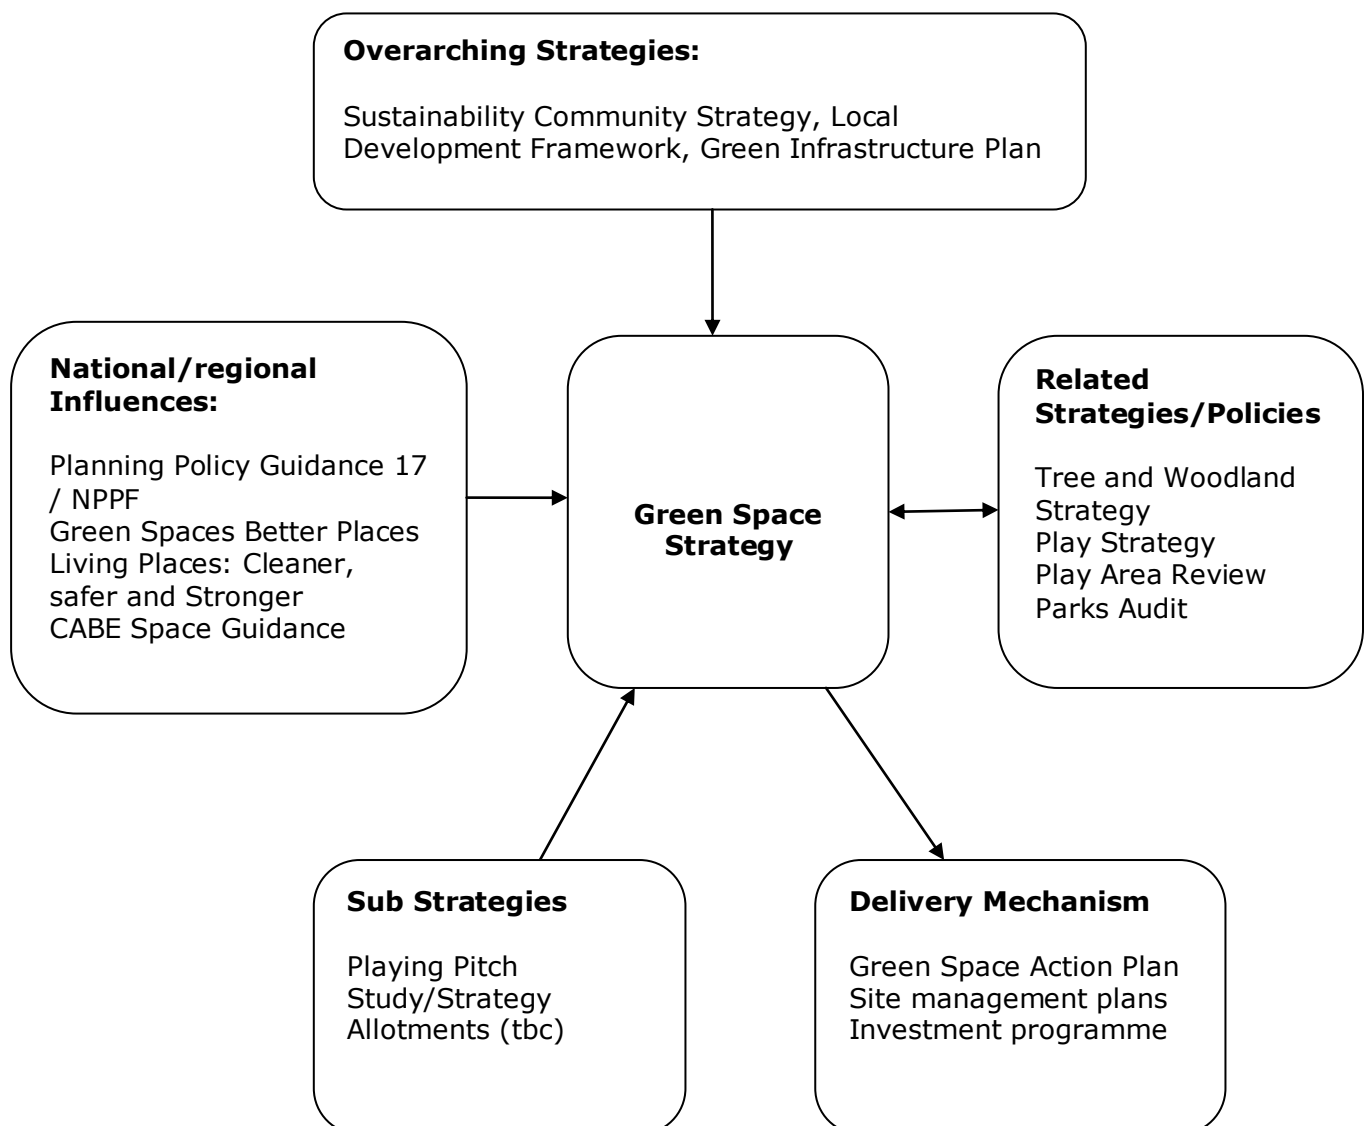 Overarching Strategies:
Sustainability Community Strategy, Local
Development Framework, Green Infrastructure Plan
National/regional
Influences:
Planning Policy Guidance 17
/ NPPF
Green Spaces Better Places
Living Places: Cleaner,
safer and Stronger
CABE Space Guidance
Green Space
Strategy
Related
Strategies/Policies
Tree and Woodland
Strategy
Play Strategy
Play Area Review
Parks Audit
Sub Strategies
Playing Pitch
Study/Strategy
Allotments (tbc)
Delivery Mechanism
Green Space Action Plan
Site management plans
Investment programme